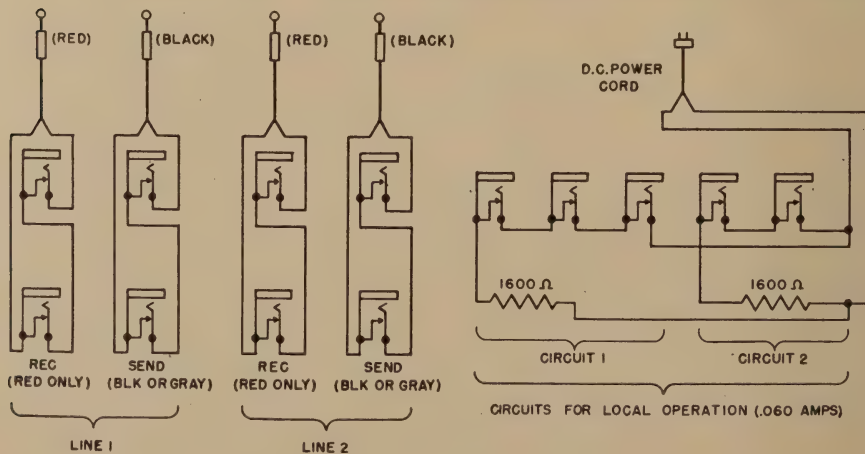 (RED)
(BLACK)
(RED)
(BLACK)
D.C. POWER
CORD
1600 Ω
1600 Ω
REC
(RED ONLY)
SEND
(BLK OR GRAY)
REC
(RED ONLY)
SEND
(BLK OR GRAY)
CIRCUIT 1
CIRCUIT 2
CIRCUITS FOR LOCAL OPERATION (.060 AMPS)
LINE 1
LINE 2